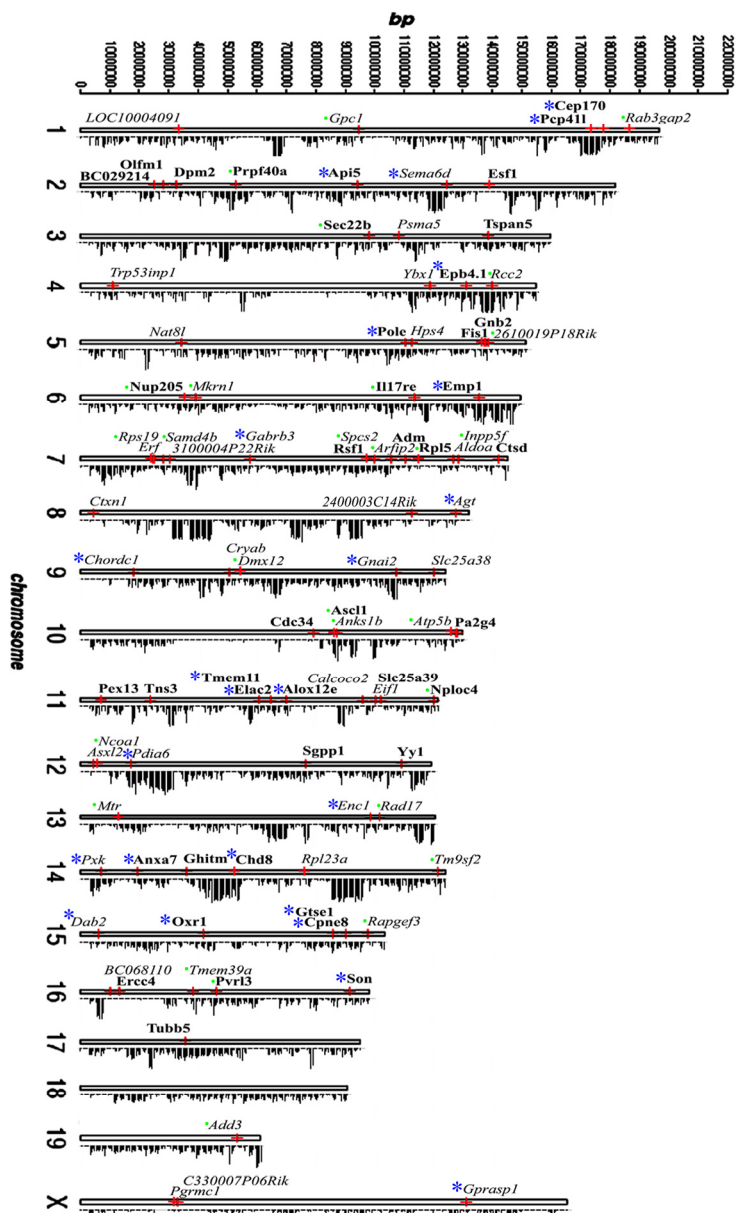 bp
0 10000000 20000000 30000000 40000000 50000000 60000000 70000000 80000000 90000000 100000000 110000000 120000000 130000000 140000000 150000000 160000000 170000000 180000000 190000000 200000000 210000000 220000000
*Cep170
LOC10004091 Gpc1 *Pcp4l1 Rab3gap2
1
Olfm1
BC029214 Dpm2 Prpf40a *Api5 *Sema6d Esf1
2
Sec22b Psma5 Tspan5
3
Trp53inp1 Ybx1 *Epb4.1 Rcc2
4
Gnb2
Nat8l *Pole Hps4 Fis1 2610019P18Rik
5
Nup205 Mkrn1 Il17re *Emp1
6
Rps19 Samd4b *Gabrb3 Spcs2 Adm Inpp5f
Erf 3100004P22Rik Rsf1 Arfip2 Rpl5 Aldoa Ctsd
7
Ctxn1 2400003C14Rik *Agt
8
Cryab
*Chordc1 Dmx12 *Gnai2 Slc25a38
9
Ascl1
Cdc34 Anks1b Atp5b Pa2g4
10
*Tmem11 Calcoco2 Slc25a39
Pex13 Tns3 *Elac2 *Alox12e Eif1 Nploc4
11
Ncoa1
Asxl2 *Pdia6 Sgpp1 Yy1
12
Mtr *Enc1 Rad17
13
*Pxk *Anxa7 Ghitm *Chd8 Rpl23a Tm9sf2
14
*Gtse1
*Dab2 *Oxr1 *Cpne8 Rapgef3
15
BC068110 Tmem39a
Ercc4 Pvrl3 *Son
16
Tubb5
17
18
Add3
19
C330007P06Rik
Pgrmc1 *Gprasp1
X
chromosome